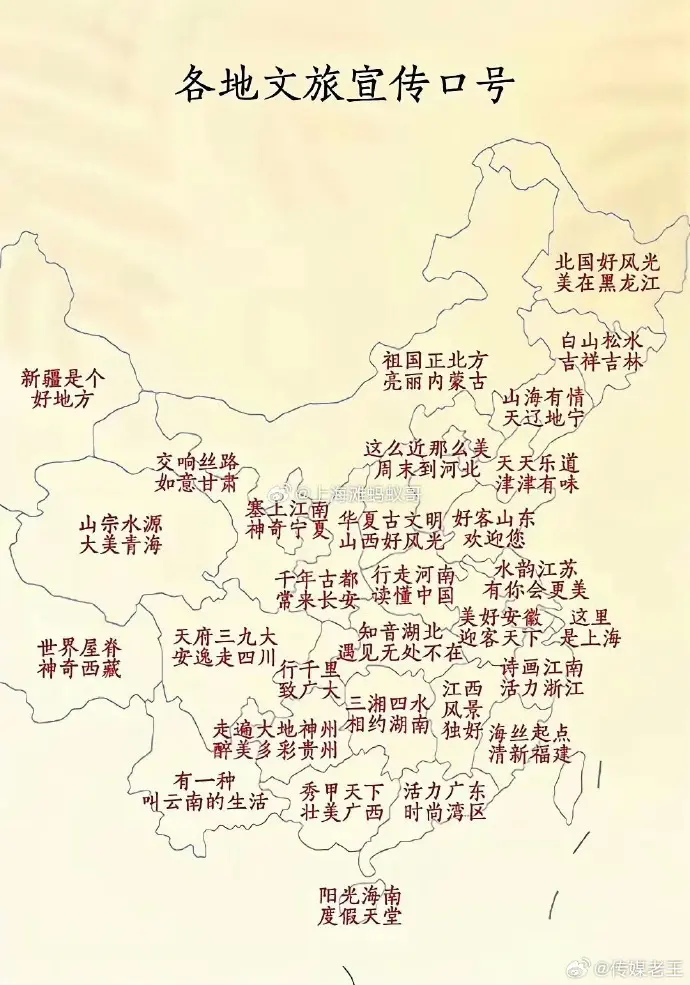 各地文旅宣传口号
北国好风光
美在黑龙江
白山松水
吉祥吉林
祖国正北方
亮丽内蒙古
新疆是个
好地方
山海有情
天辽地宁
这么近那么美
周末到河北
天天乐道
津津有味
交响丝路
如意甘肃
@上海滩蚂蚁哥
塞上江南
神奇宁夏
山宗水源
大美青海
华夏古文明
山西好风光
好客山东
欢迎您
千年古都
常来长安
行走河南
读懂中国
水韵江苏
有你会更美
美好安徽
迎客天下
这里
是上海
世界屋脊
神奇西藏
天府三九大
安逸走四川
知音湖北
遇见无处不在
行千里
致广大
诗画江南
活力浙江
三湘四水
相约湖南
江西
风景
独好
走遍大地神州
醉美多彩贵州
海丝起点
清新福建
有一种
叫云南的生活
秀甲天下
壮美广西
活力广东
时尚湾区
阳光海南
度假天堂
@传媒老王